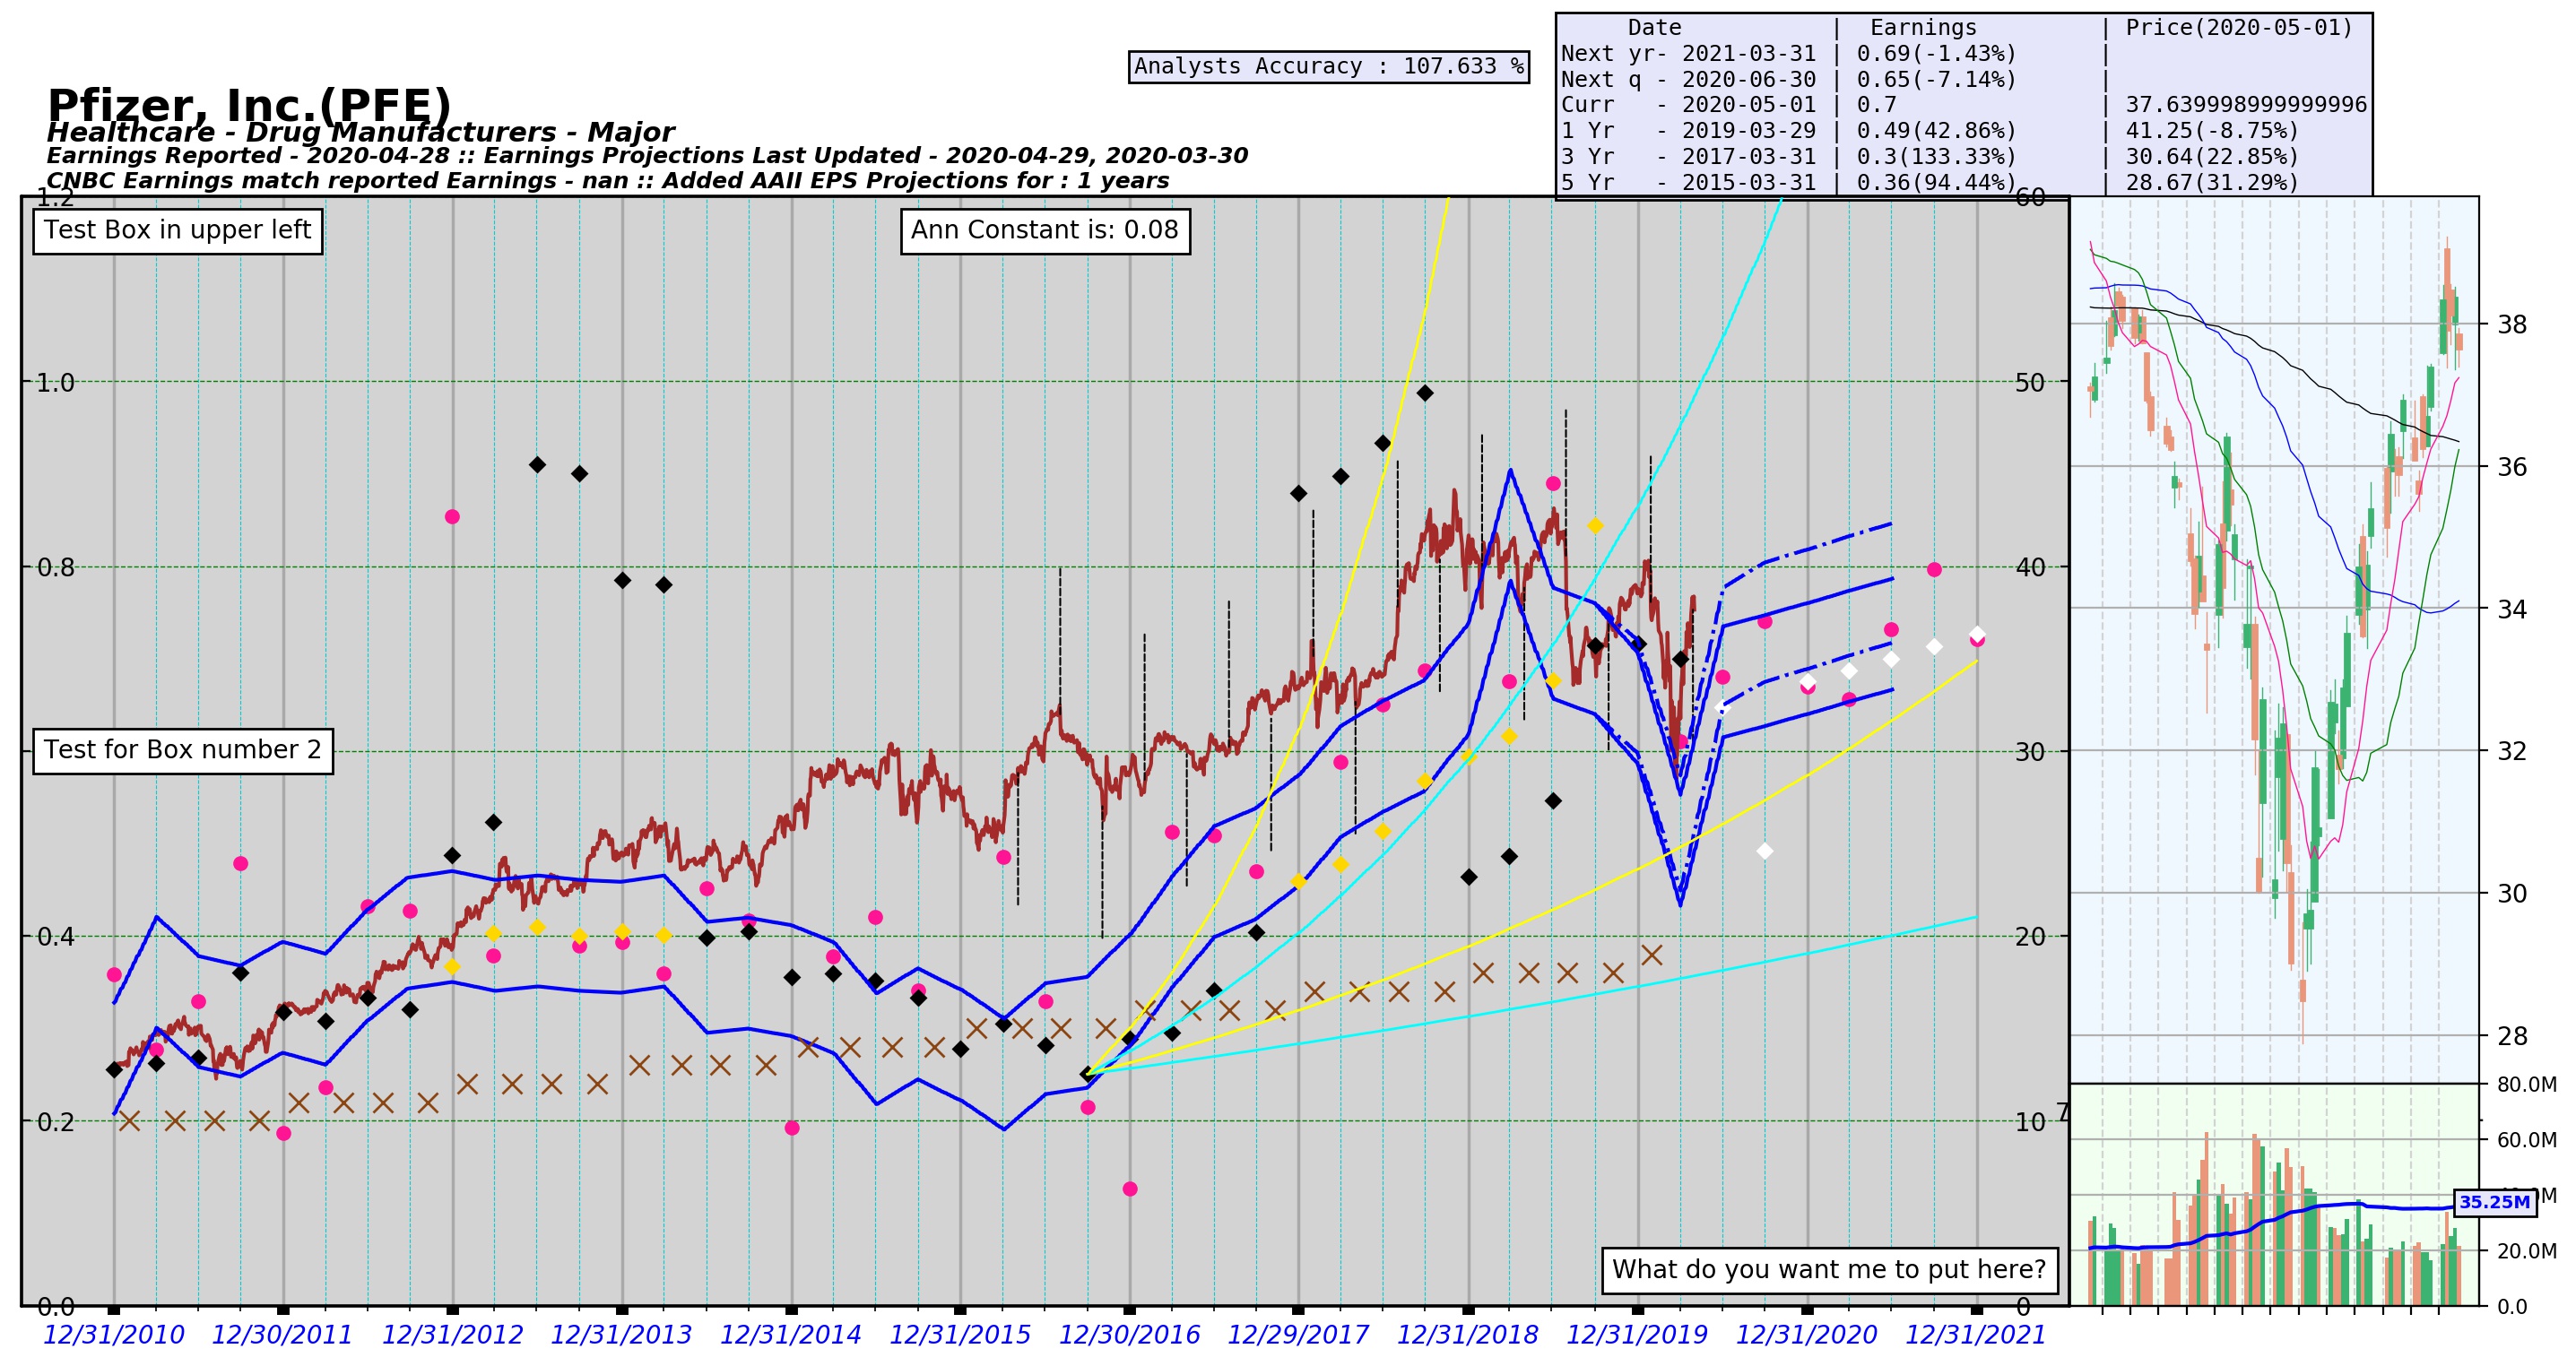 Date | Earnings | Price(2020-05-01)
Next yr- 2021-03-31 | 0.69(-1.43%) |
Next q - 2020-06-30 | 0.65(-7.14%) |
Curr - 2020-05-01 | 0.7 | 37.639998999999996
1 Yr - 2019-03-29 | 0.49(42.86%) | 41.25(-8.75%)
3 Yr - 2017-03-31 | 0.3(133.33%) | 30.64(22.85%)
5 Yr - 2015-03-31 | 0.36(94.44%) | 28.67(31.29%)
Analysts Accuracy : 107.633 %
Pfizer, Inc.(PFE)
Healthcare - Drug Manufacturers - Major
Earnings Reported - 2020-04-28 :: Earnings Projections Last Updated - 2020-04-29, 2020-03-30
CNBC Earnings match reported Earnings - nan :: Added AAII EPS Projections for : 1 years
1.2
60
Test Box in upper left
Ann Constant is: 0.08
38
1.0
50
36
0.8
40
34
Test for Box number 2
30
32
30
0.4
20
28
80.0M
0.2
10
7
60.0M
35.25M
20.0M
What do you want me to put here?
0.0
0
0.0
12/31/2010
12/30/2011
12/31/2012
12/31/2013
12/31/2014
12/31/2015
12/30/2016
12/29/2017
12/31/2018
12/31/2019
12/31/2020
12/31/2021